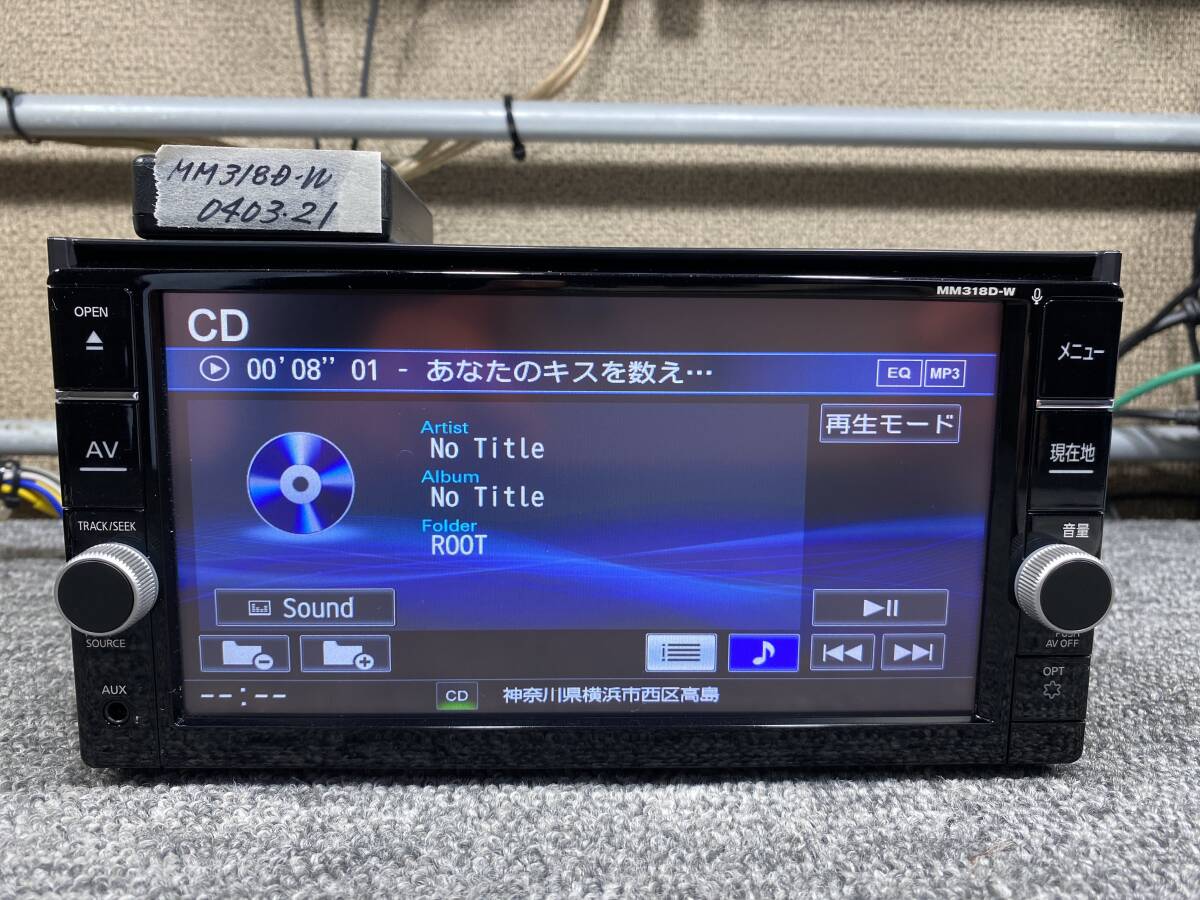 MM318D-W
0403.21
MM318D-W
OPEN
AV
TRACK/SEEK
SOURCE
AUX
CD
00'08" 01 - あなたのキスを数え…
EQ
MP3
Artist
No Title
Album
No Title
Folder
ROOT
再生モード
Sound
--:--
CD
神奈川県横浜市西区高島
メニュー
現在地
音量
PUSH
AV OFF
OPT